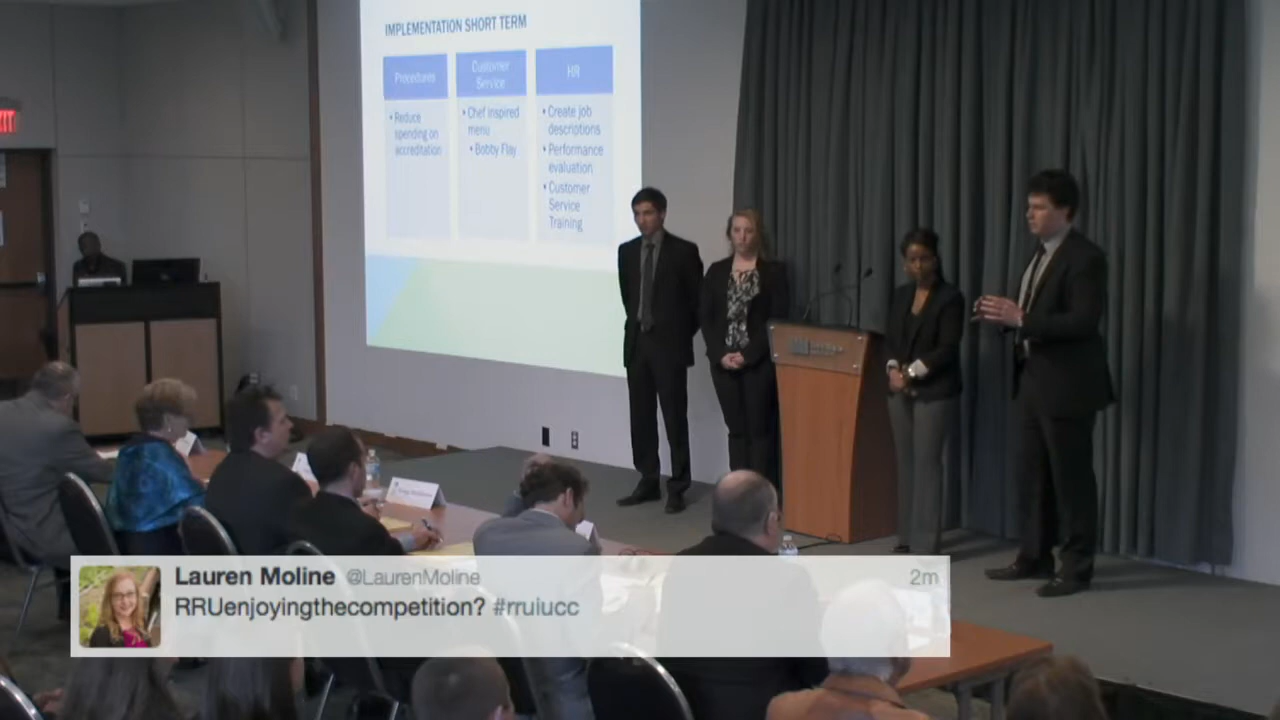 IMPLEMENTATION SHORT TERM
Procedures
• Reduce
spending on
accreditation
Customer
Service
• Chef inspired
menu
• Bobby Flay
HR
• Create job
descriptions
• Performance
evaluation
• Customer
Service
Training
Lauren Moline @LaurenMoline 2m
RRUenjoyingthecompetition? #rruiucc